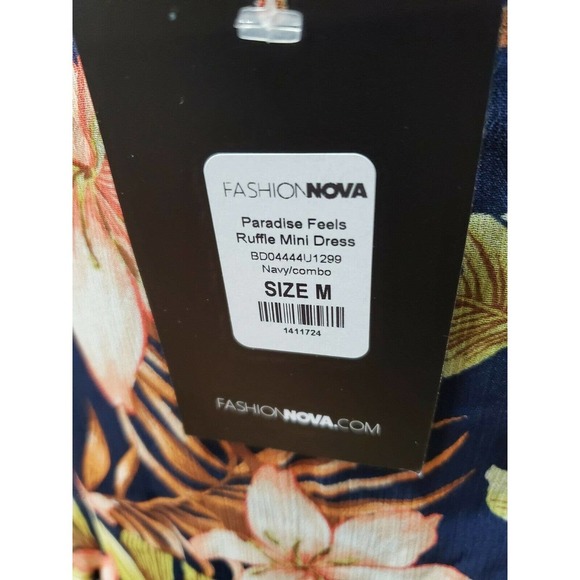 FASHIONNOVA
Paradise Feels
Ruffle Mini Dress
BD04444U1299
Navy/combo
SIZE M
1411724
FASHIONNOVA.COM